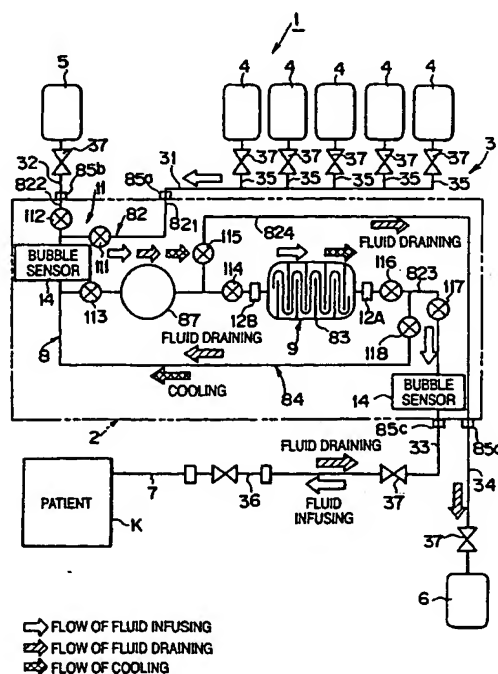 1
5
4 4 4 4 4
37
37 37 37 37 37
3
32
85b
822
31
85a
35 35 35 35 35
11
112
82
821
824
FLUID DRAINING
111
115
114
116
823
BUBBLE
SENSOR
117
14
113
87
12B
9
83
12A
118
FLUID DRAINING
8
COOLING
84
14
BUBBLE
SENSOR
2
85c
33
FLUID DRAINING
34
PATIENT
7
36
37
FLUID
INFUSING
K
37
6
FLOW OF FLUID INFUSING
FLOW OF FLUID DRAINING
FLOW OF COOLING